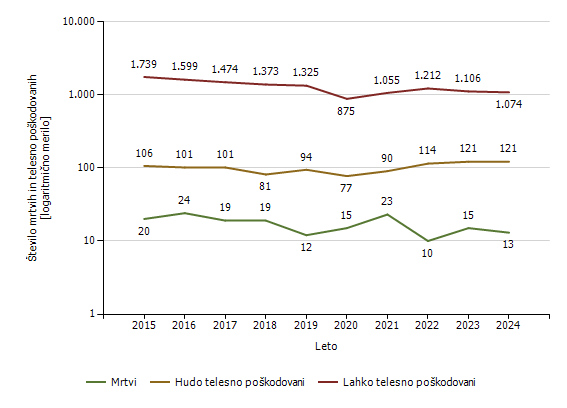 10.000
1.000
100
10
1
Število mrtvih in telesno poškodovanih
[logaritmično merilo]
1.739 1.599 1.474 1.373 1.325 875 1.055 1.212 1.106 1.074
106 101 101 81 94 77 90 114 121 121
20 24 19 19 12 15 23 10 15 13
2015 2016 2017 2018 2019 2020 2021 2022 2023 2024
Leto
Mrtvi Hudo telesno poškodovani Lahko telesno poškodovani